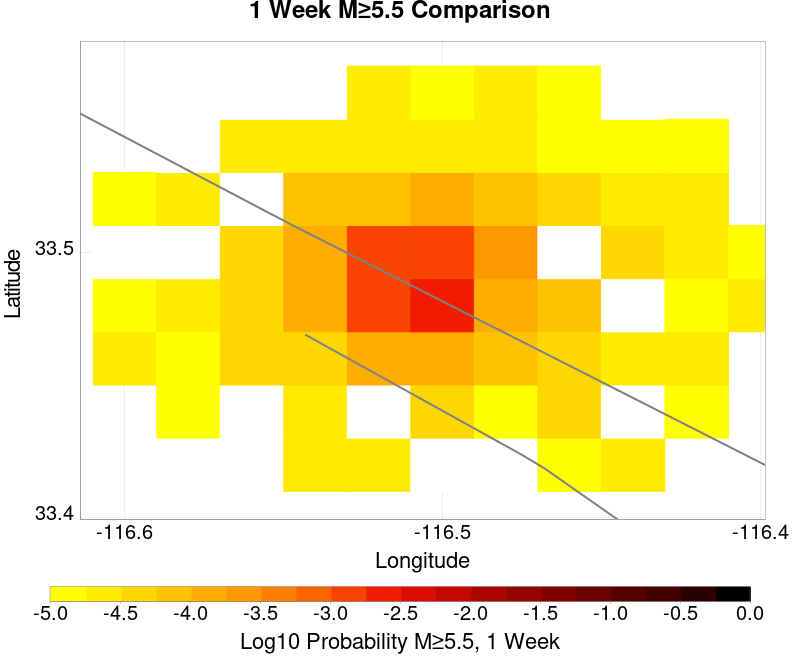 1 Week M≥5.5 Comparison
Latitude
33.5
33.4
-116.6 -116.5 -116.4
Longitude
-5.0 -4.5 -4.0 -3.5 -3.0 -2.5 -2.0 -1.5 -1.0 -0.5 0.0
Log10 Probability M≥5.5, 1 Week